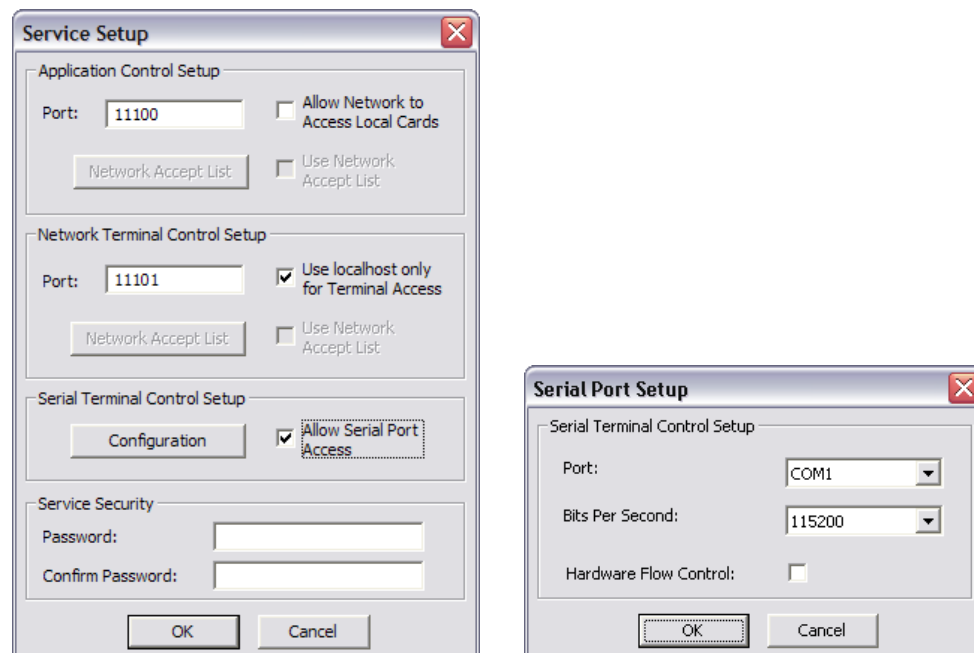 Service Setup
Application Control Setup
Port: 11100
Allow Network to
Access Local Cards
Network Accept List
Use Network
Accept List
Network Terminal Control Setup
Port: 11101
Use localhost only
for Terminal Access
Network Accept List
Use Network
Accept List
Serial Terminal Control Setup
Configuration
Allow Serial Port
Access
Service Security
Password:
Confirm Password:
OK Cancel
Serial Port Setup
Serial Terminal Control Setup
Port: COM1
Bits Per Second: 115200
Hardware Flow Control:
OK Cancel